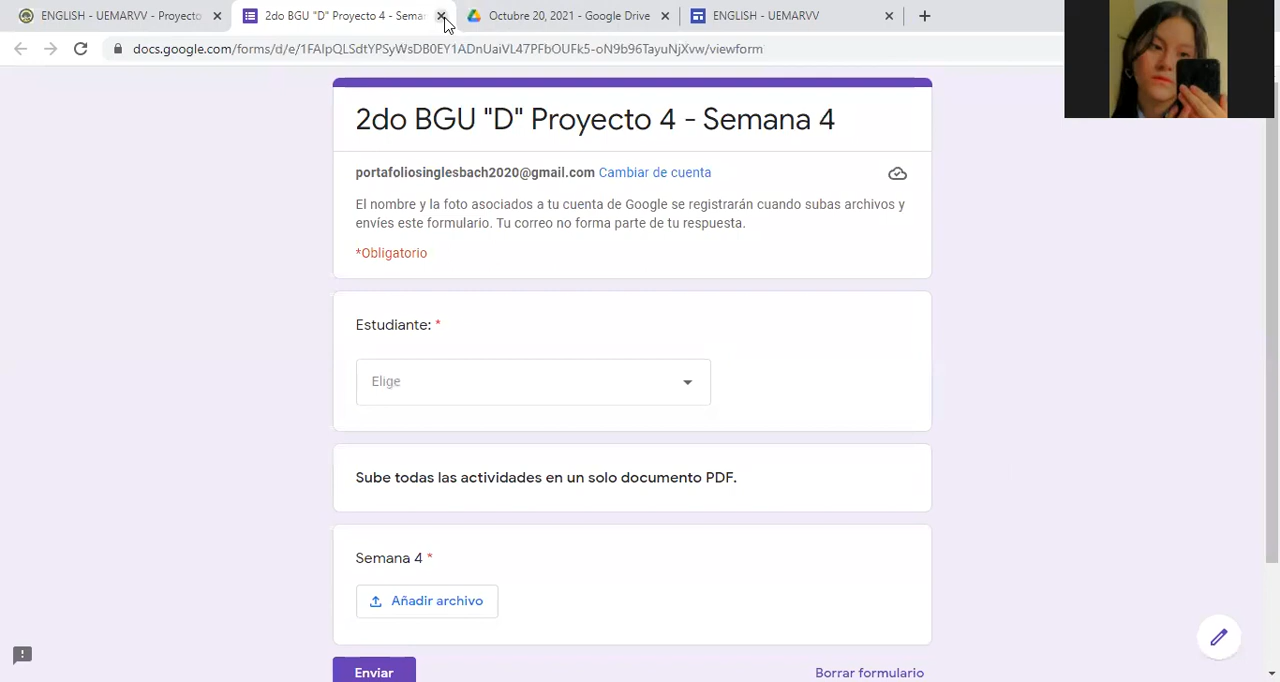 ENGLISH - UEMARVV - Proyecto
2do BGU "D" Proyecto 4 - Sema
Octubre 20, 2021 - Google Drive
ENGLISH - UEMARVV
docs.google.com/forms/d/e/1FAIpQLSdtYPSyWsDB0EY1ADnUaiVL47PFbOUFk5-oN9b96TayuNjXvw/viewform
2do BGU "D" Proyecto 4 - Semana 4
portafoliosinglesbach2020@gmail.com Cambiar de cuenta
El nombre y la foto asociados a tu cuenta de Google se registrarán cuando subas archivos y
envíes este formulario. Tu correo no forma parte de tu respuesta.
*Obligatorio
Estudiante: *
Elige
Sube todas las actividades en un solo documento PDF.
Semana 4 *
Añadir archivo
Enviar
Borrar formulario